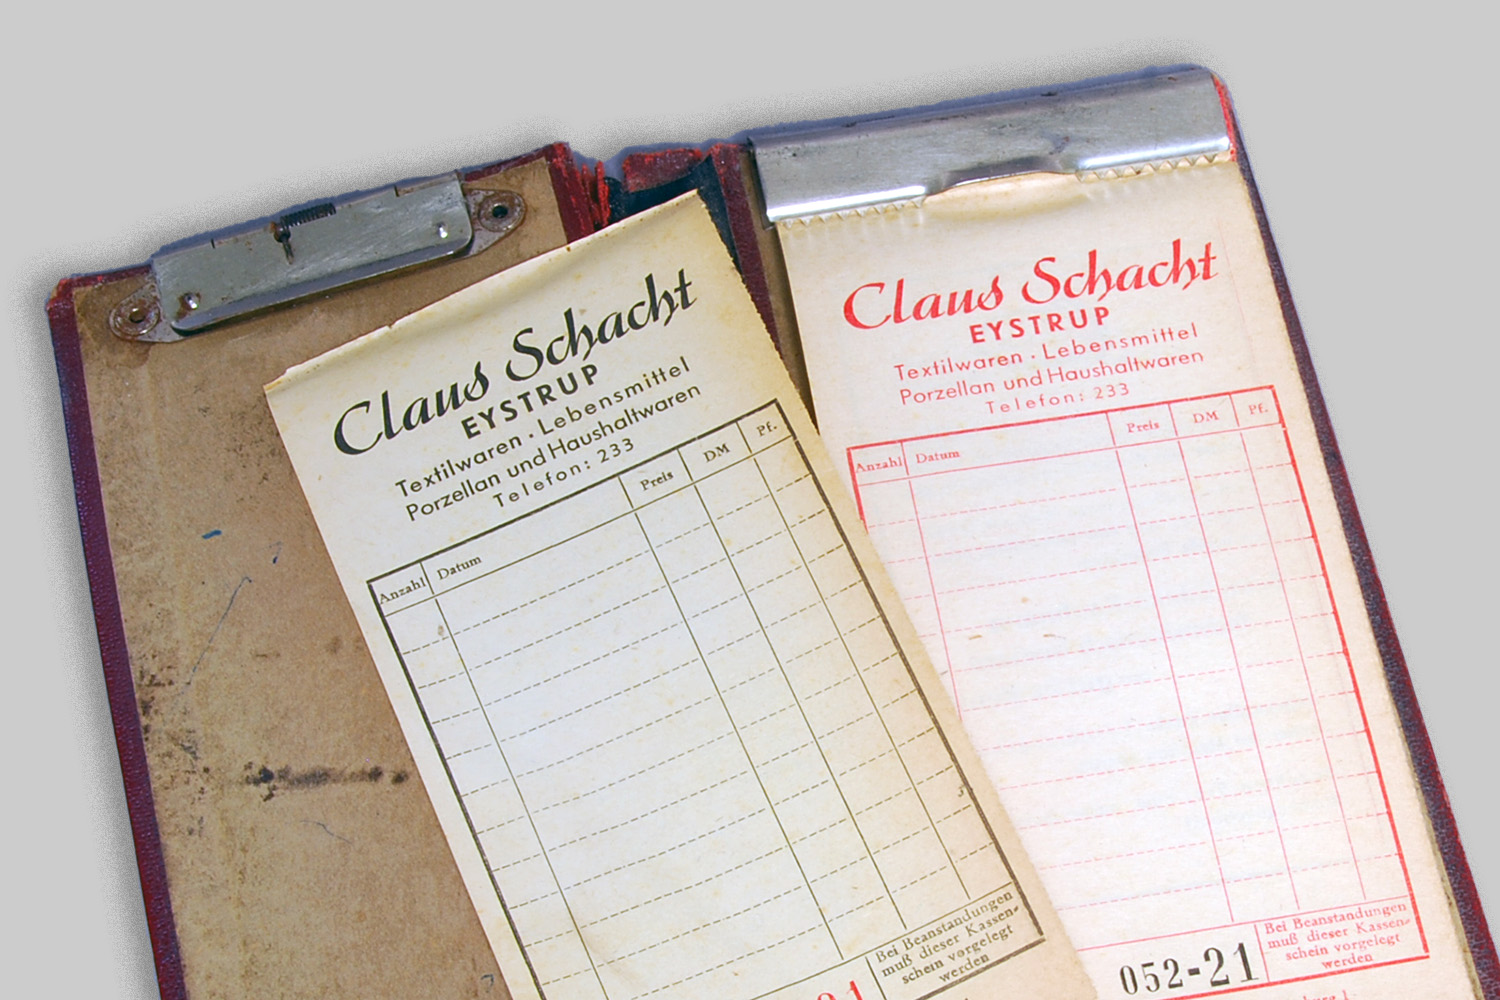 Claus Schacht
EYSTRUP
Textilwaren · Lebensmittel
Porzellan und Haushaltwaren
Telefon: 233
Anzahl Datum Preis DM Pf.
Bei Beanstandungen
muß dieser Kassen-
schein vorgelegt
werden
Claus Schacht
EYSTRUP
Textilwaren · Lebensmittel
Porzellan und Haushaltwaren
Telefon: 233
Anzahl Datum Preis DM Pf.
Bei Beanstandungen
muß dieser Kassen-
schein vorgelegt
werden
052-21